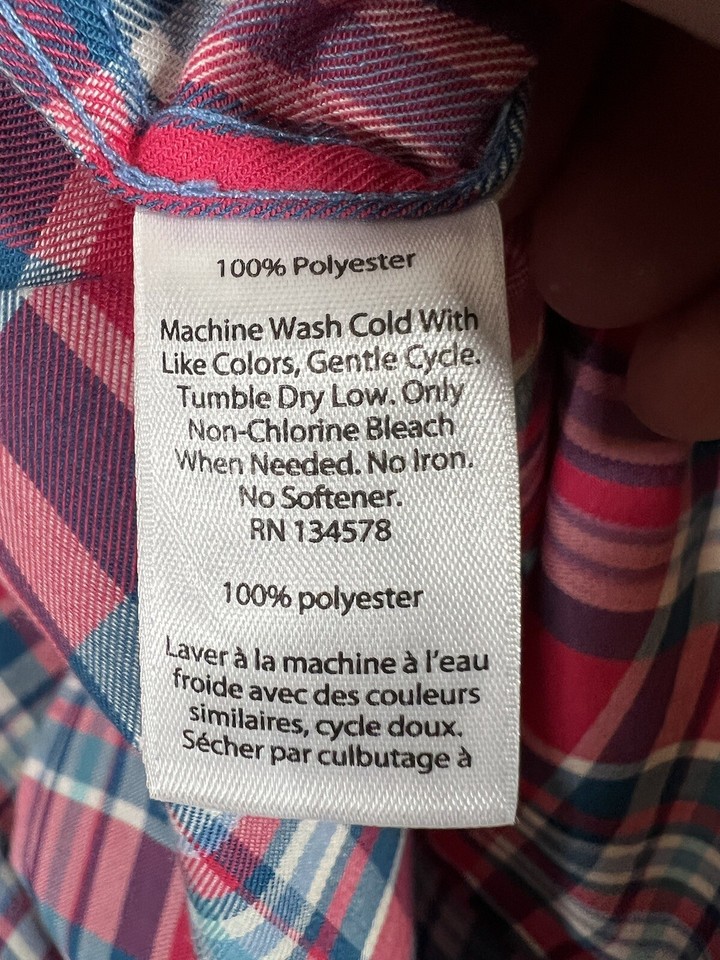 100% Polyester
Machine Wash Cold With
Like Colors, Gentle Cycle.
Tumble Dry Low. Only
Non-Chlorine Bleach
When Needed. No Iron.
No Softener.
RN 134578
100% polyester
Laver à la machine à l'eau
froide avec des couleurs
similaires, cycle doux.
Sécher par culbutage à